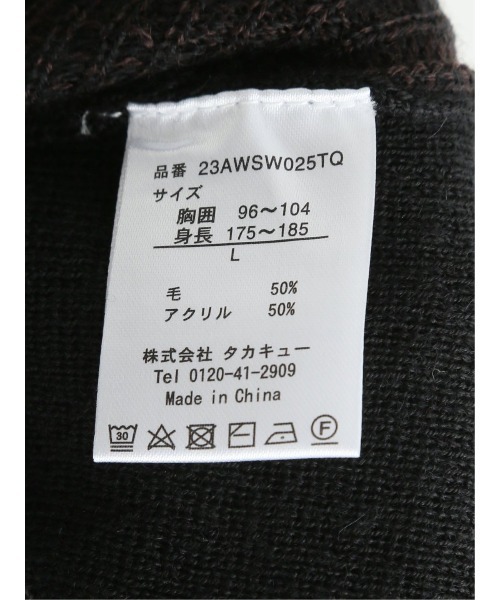 品番 23AWSW025TQ
サイズ
胸囲 96～104
身長 175～185
L
毛 50%
アクリル 50%
株式会社 タカキュー
Tel 0120-41-2909
Made in China
30 F